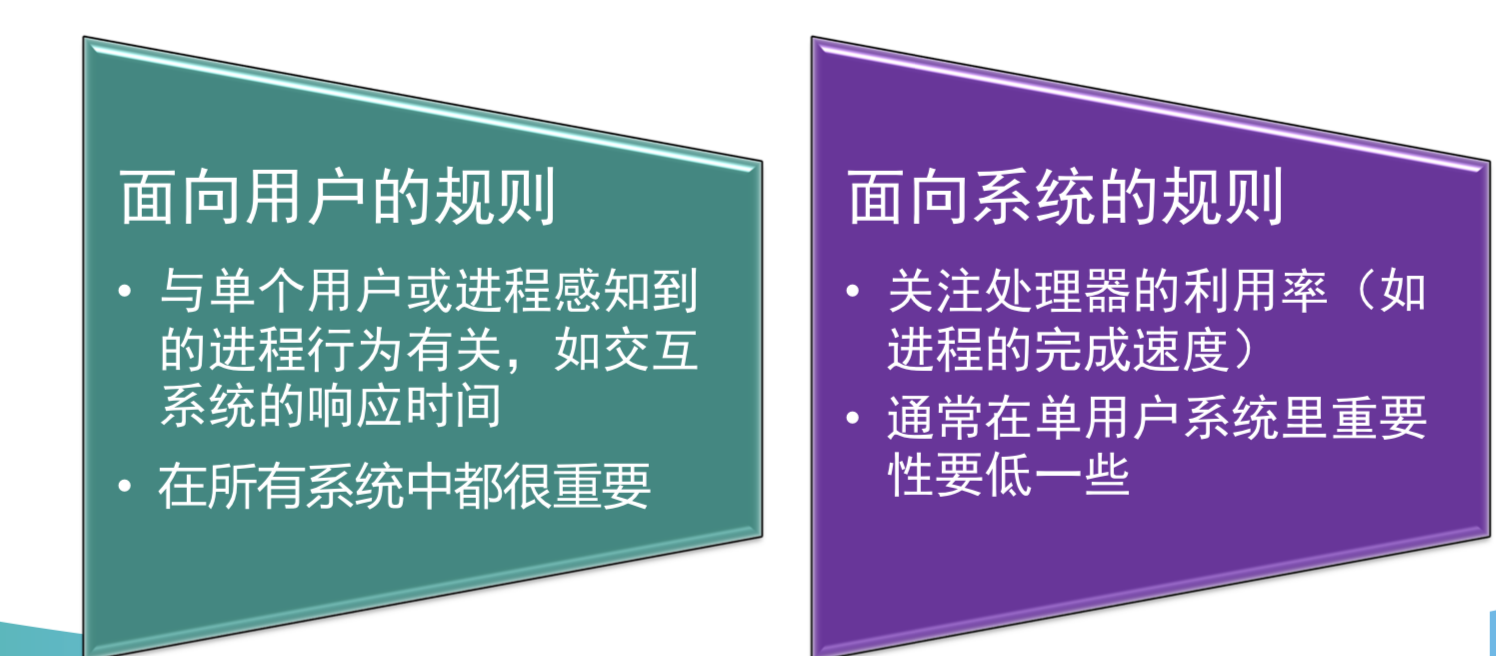 面向用户的规则
• 与单个用户或进程感知到
的进程行为有关，如交互
系统的响应时间
• 在所有系统中都很重要
面向系统的规则
• 关注处理器的利用率（如
进程的完成速度）
• 通常在单用户系统里重要
性要低一些